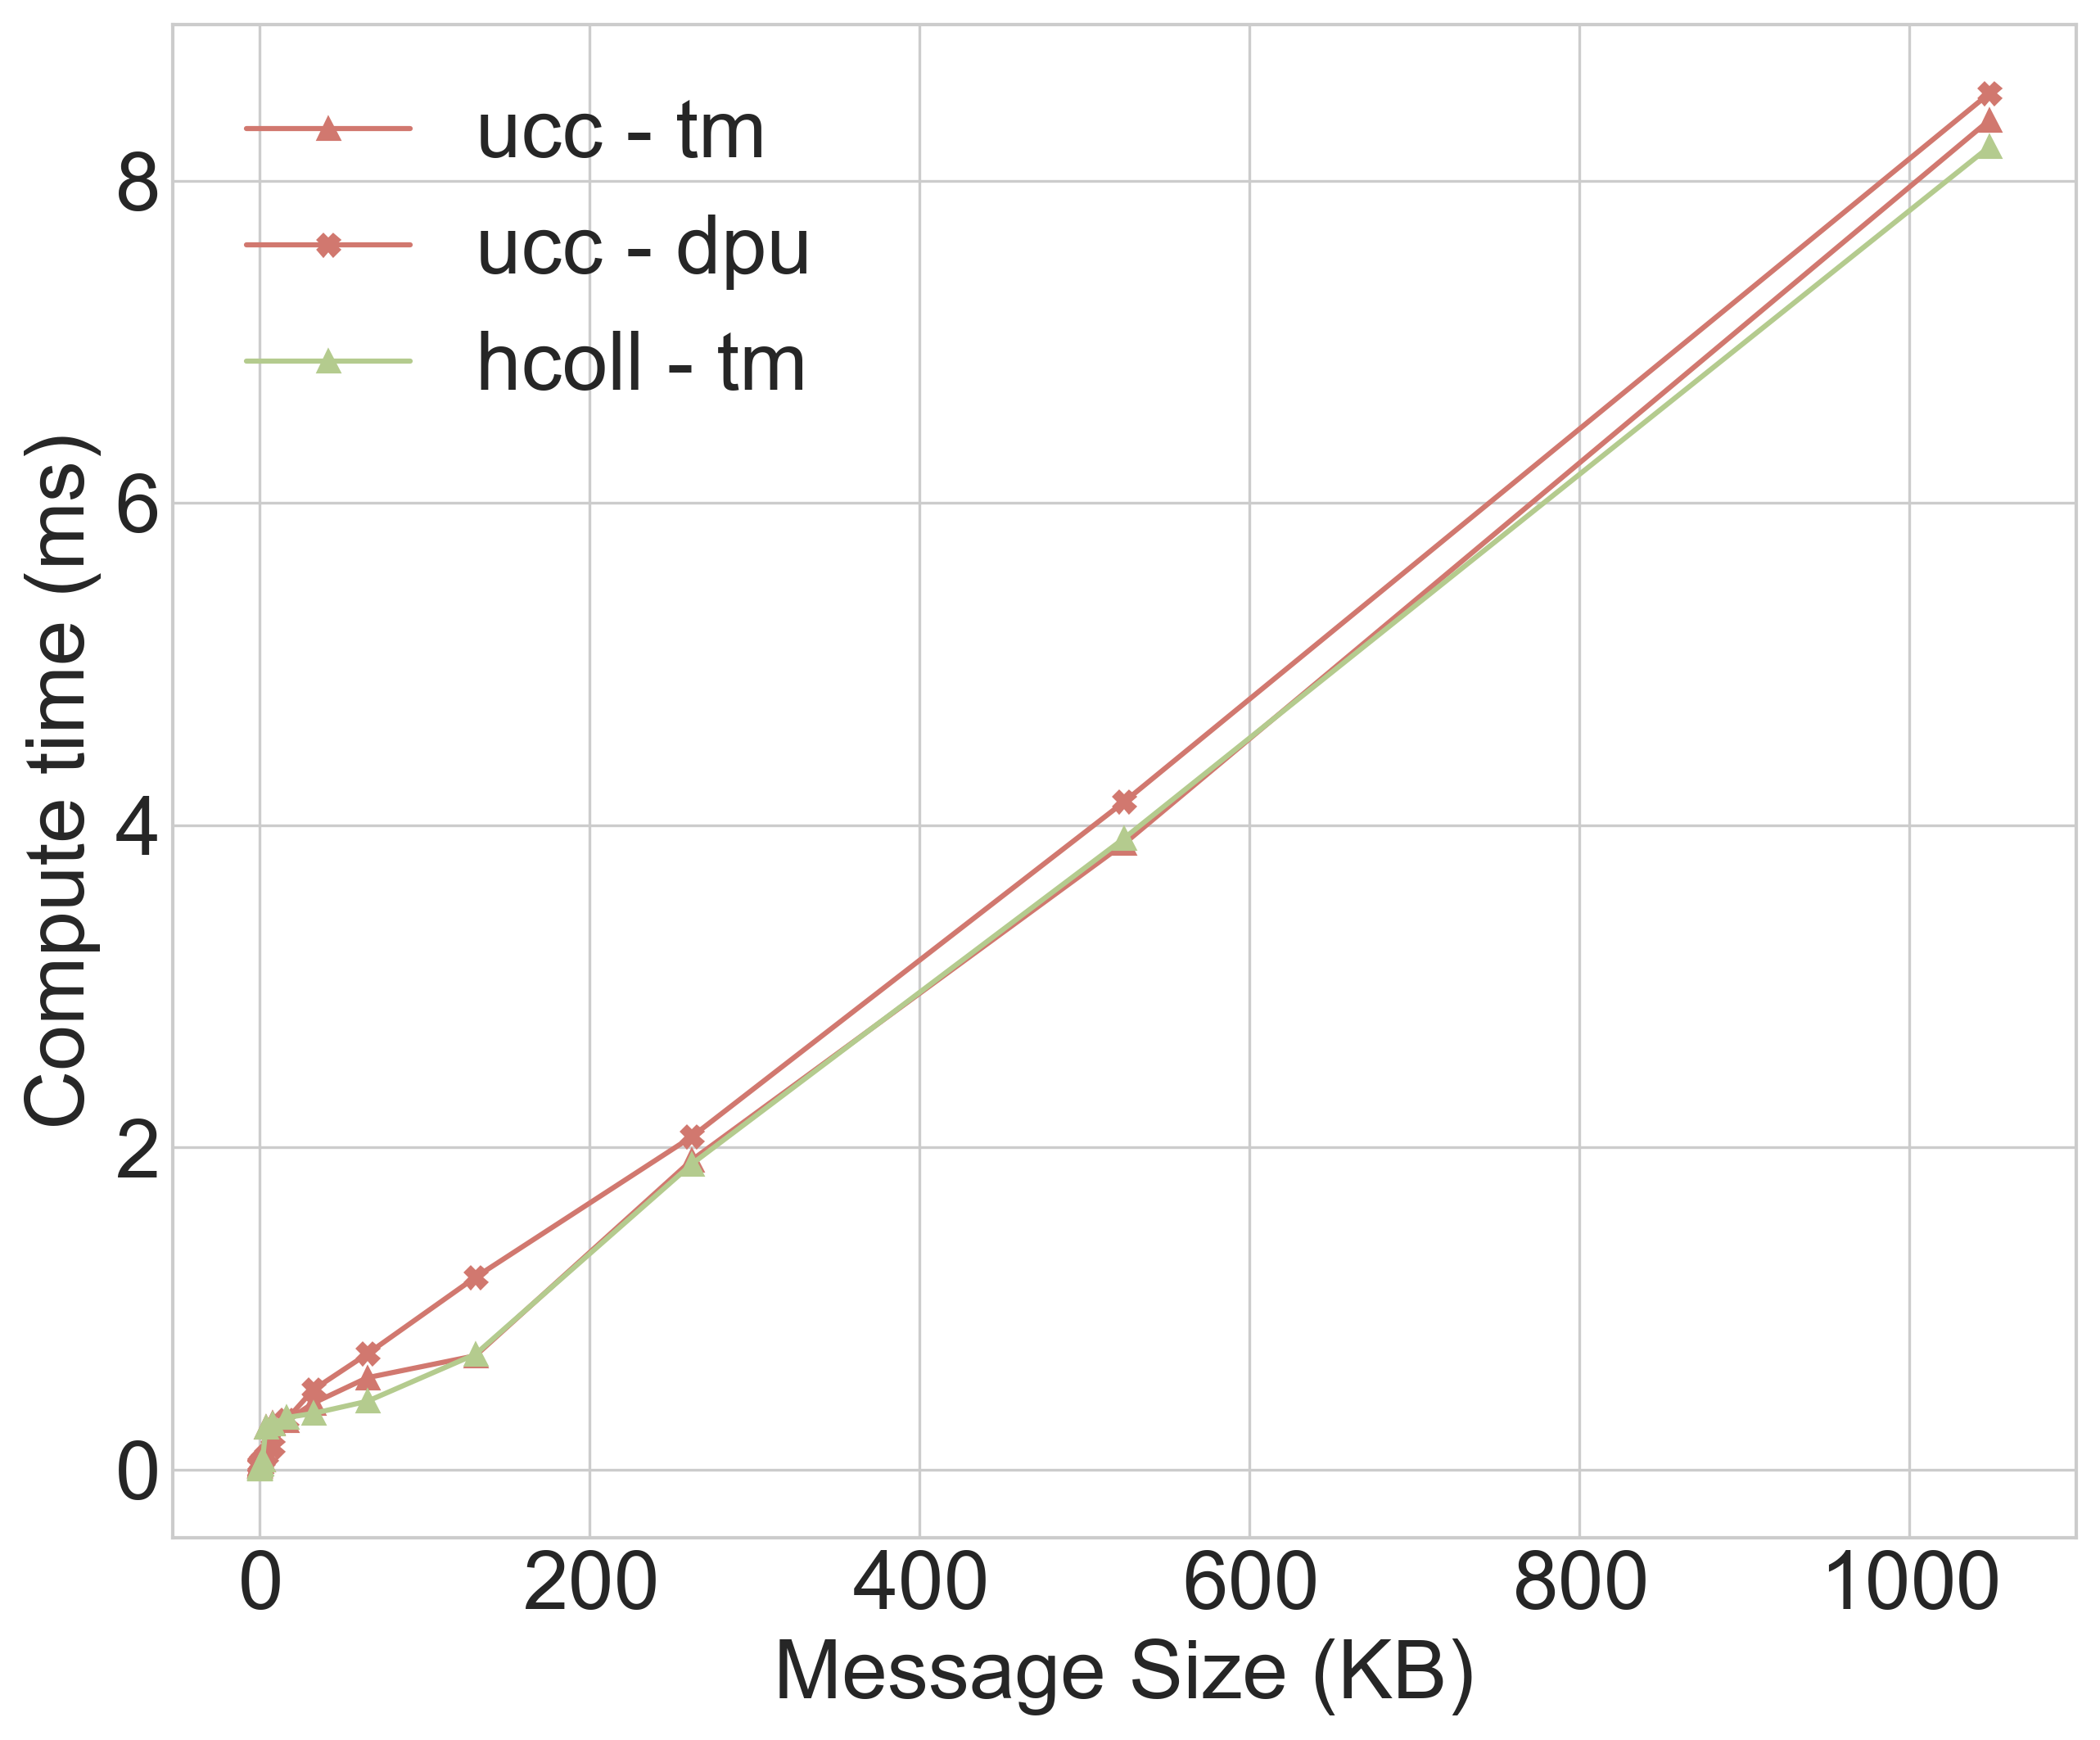 ucc - tm
ucc - dpu
hcoll - tm
Compute time (ms)
8
6
4
2
0
0 200 400 600 800 1000
Message Size (KB)